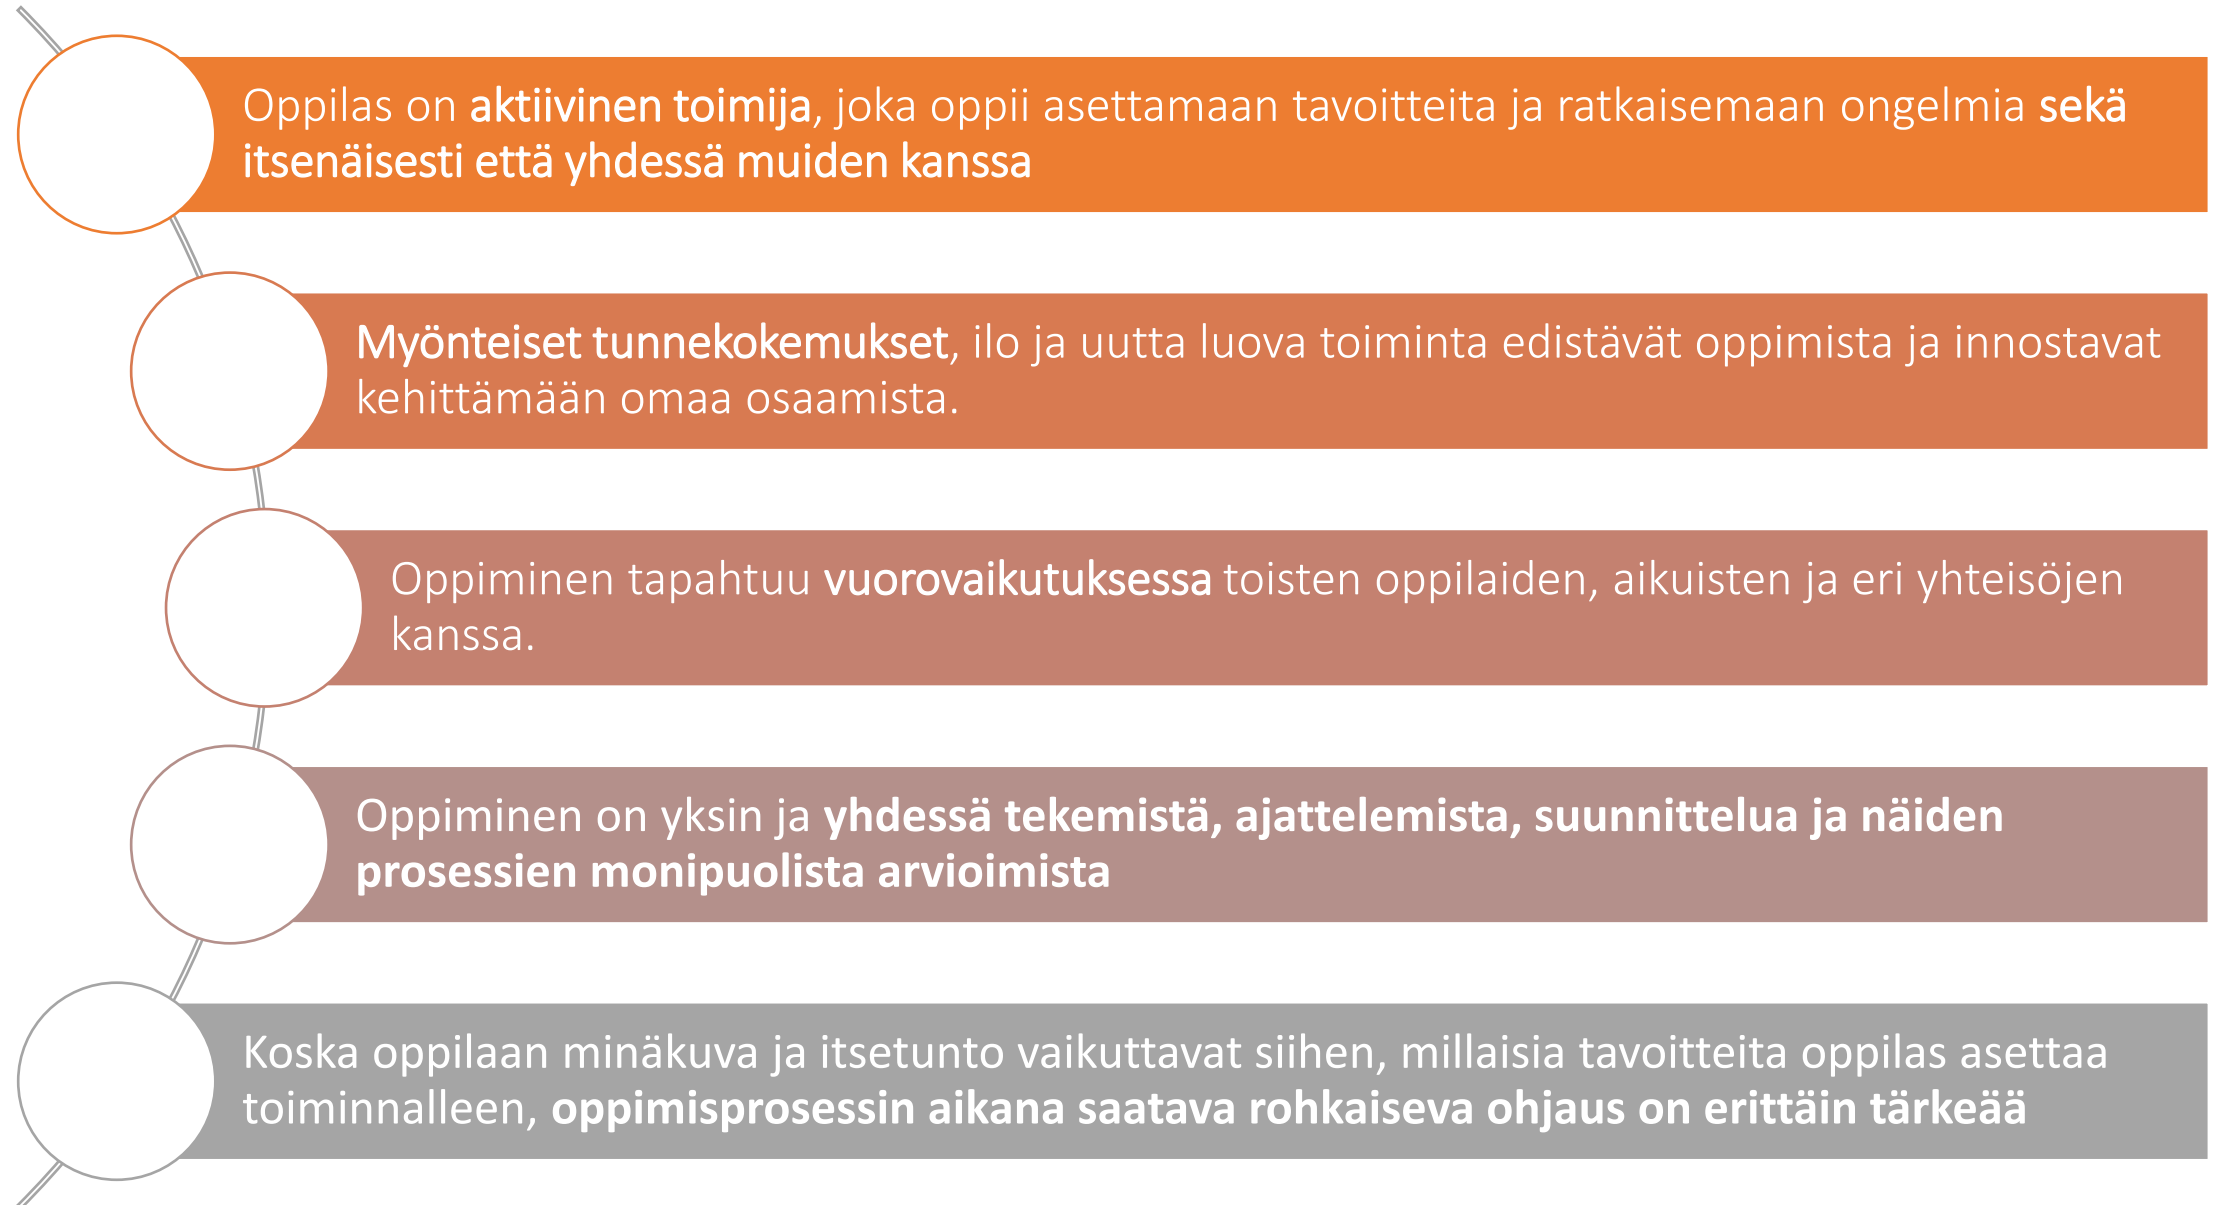 Oppilas on aktiivinen toimija, joka oppii asettamaan tavoitteita ja ratkaisemaan ongelmia sekä
itsenäisesti että yhdessä muiden kanssa
Myönteiset tunnekokemukset, ilo ja uutta luova toiminta edistävät oppimista ja innostavat
kehittämään omaa osaamista.
Oppiminen tapahtuu vuorovaikutuksessa toisten oppilaiden, aikuisten ja eri yhteisöjen
kanssa.
Oppiminen on yksin ja yhdessä tekemistä, ajattelemista, suunnittelua ja näiden
prosessien monipuolista arvioimista
Koska oppilaan minäkuva ja itsetunto vaikuttavat siihen, millaisia tavoitteita oppilas asettaa
toiminnalleen, oppimisprosessin aikana saatava rohkaiseva ohjaus on erittäin tärkeää